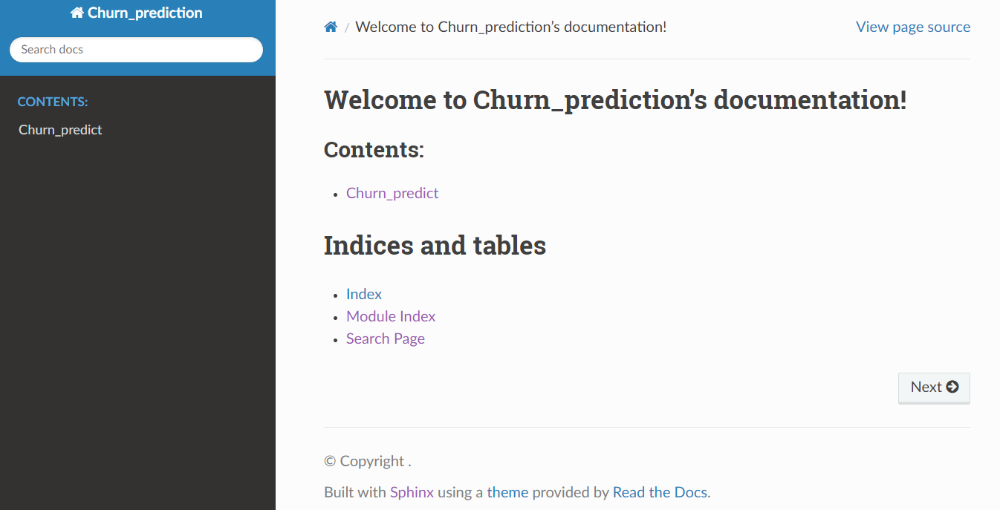 Churn_prediction
Search docs
CONTENTS:
Churn_predict
/ Welcome to Churn_prediction’s documentation!
View page source
Welcome to Churn_prediction’s documentation!
Contents:
• Churn_predict
Indices and tables
• Index
• Module Index
• Search Page
Next
© Copyright .
Built with Sphinx using a theme provided by Read the Docs.